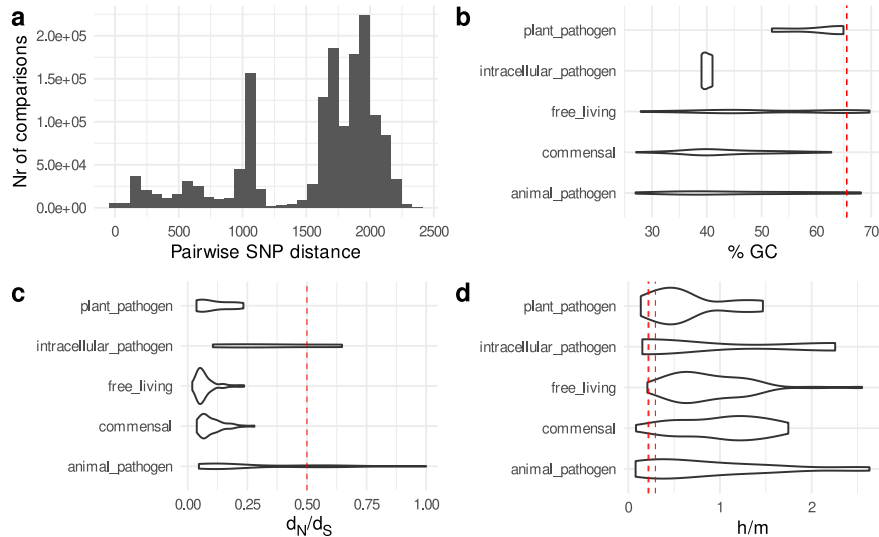 a
Nr of comparisons
2.0e+05
1.5e+05
1.0e+05
5.0e+04
0.0e+00
0 500 1000 1500 2000 2500
Pairwise SNP distance
b
plant_pathogen
intracellular_pathogen
free_living
commensal
animal_pathogen
30 40 50 60 70
% GC
c
plant_pathogen
intracellular_pathogen
free_living
commensal
animal_pathogen
0.00 0.25 0.50 0.75 1.00
dN/dS
d
plant_pathogen
intracellular_pathogen
free_living
commensal
animal_pathogen
0 1 2
h/m